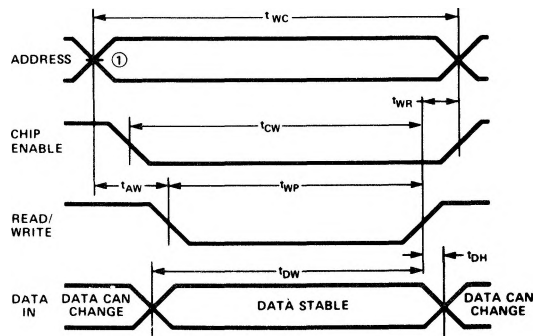 tWC
ADDRESS
①
tWR
CHIP
ENABLE
tCW
tAW
tWP
READ/
WRITE
tDH
tDW
DATA
IN
DATA CAN
CHANGE
DATA STABLE
DATA CAN
CHANGE